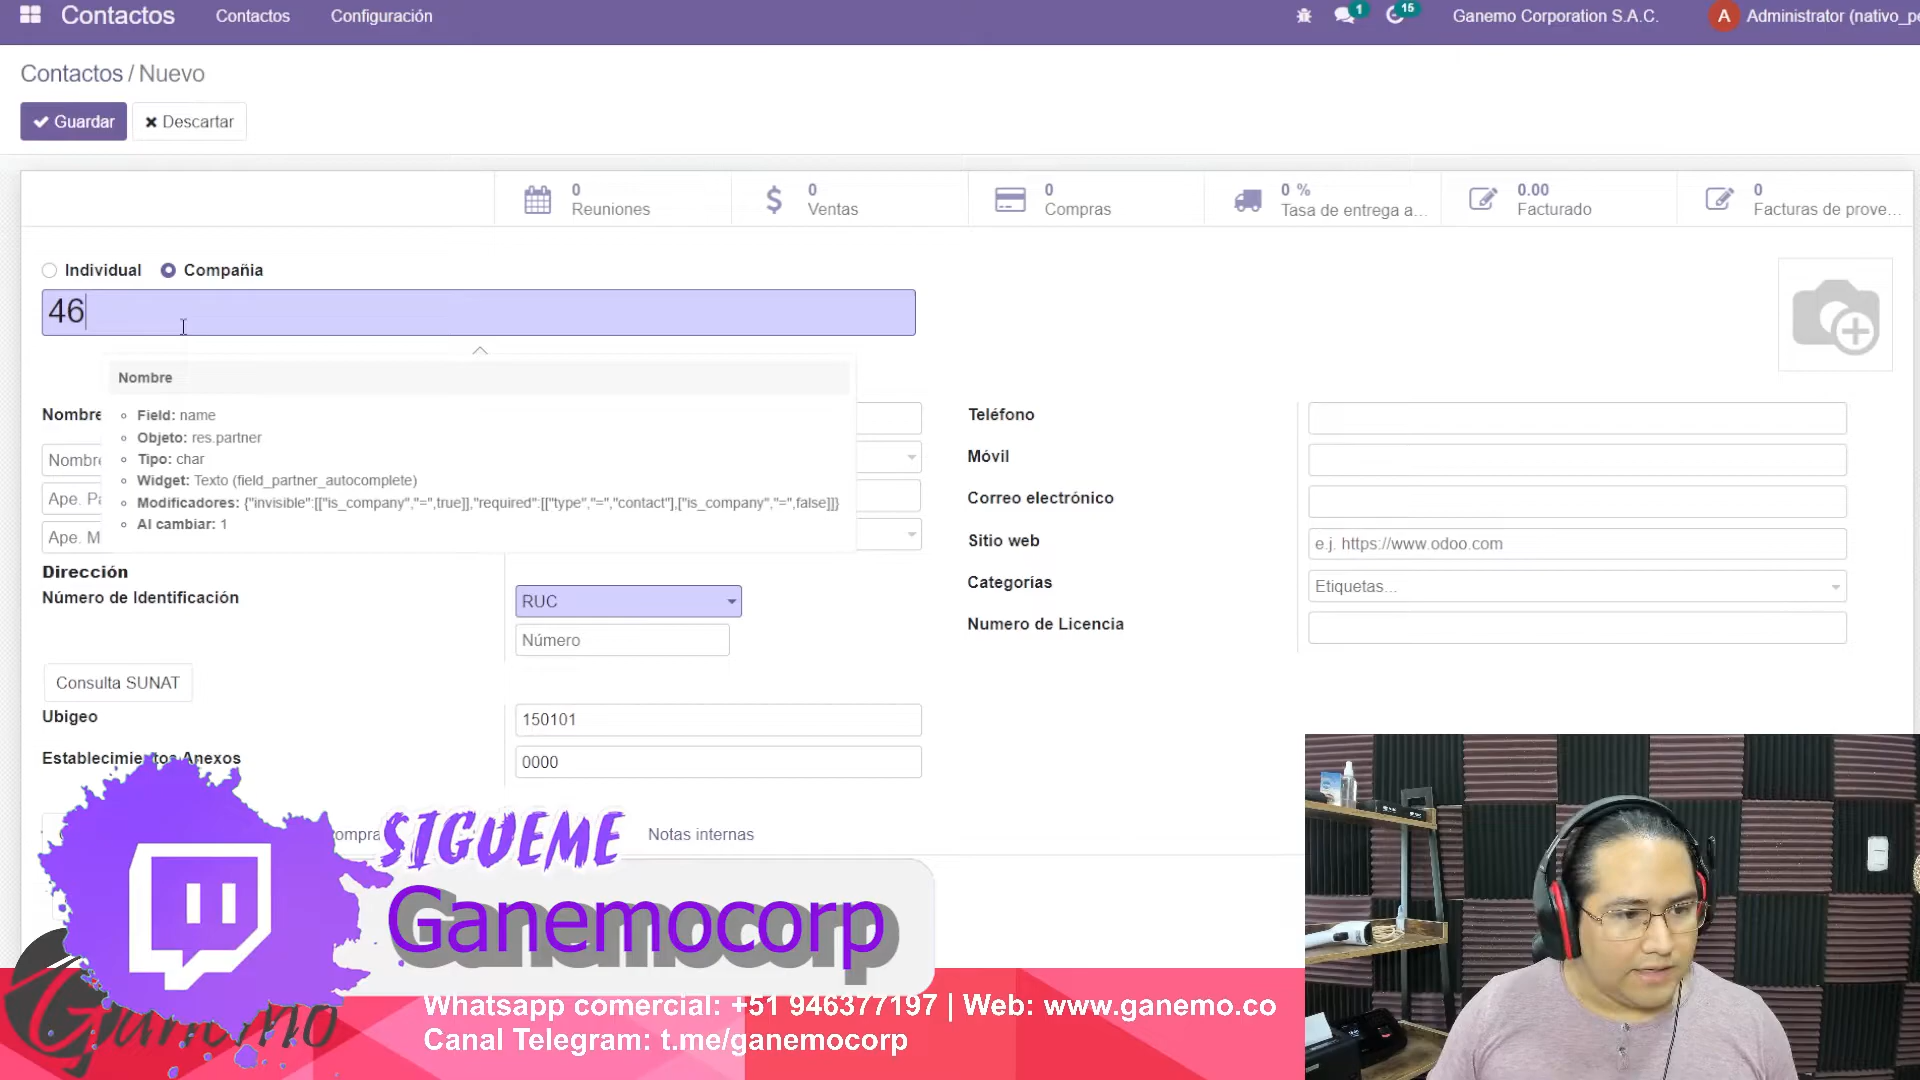 Contactos Contactos Configuración 1 15 Ganemo Corporation S.A.C. A Administrator (nativo_pe
Contactos / Nuevo
Guardar Descartar
0 Reuniones
0 Ventas
0 Compras
0 % Tasa de entrega a...
0.00 Facturado
0 Facturas de prove...
Individual Compañia
46
Nombre
Field: name
Objeto: res.partner
Tipo: char
Widget: Texto (field_partner_autocomplete)
Modificadores: {"invisible":[["is_company","=",true]],"required":[["type","=","contact"],["is_company","=",false]]}
Al cambiar: 1
Nombre
Nombre
Ape. Pa
Ape. M
Dirección
Número de Identificación RUC
Número
Consulta SUNAT
Ubigeo 150101
Establecimientos Anexos 0000
Teléfono
Móvil
Correo electrónico
Sitio web e.j. https://www.odoo.com
Categorías Etiquetas...
Numero de Licencia
ompra Notas internas
SIGUEME
Ganemocorp
Ganemo
Whatsapp comercial: +51 946377197 | Web: www.ganemo.co
Canal Telegram: t.me/ganemocorp